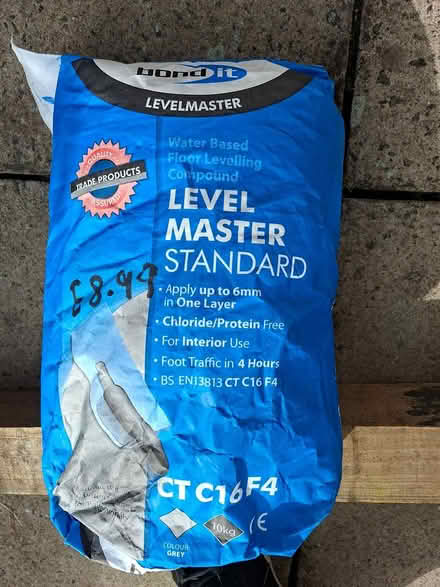 bond it
LEVELMASTER
Water Based
Floor Levelling
Compound
QUALITY
TRADE PRODUCTS
ASSURED
LEVEL
MASTER
STANDARD
£8.49
• Apply up to 6mm
in One Layer
• Chloride/Protein Free
• For Interior Use
• Foot Traffic in 4 Hours
• BS EN13813 CT C16 F4
CT C16 F4
10kg
CE
COLOUR:
GREY